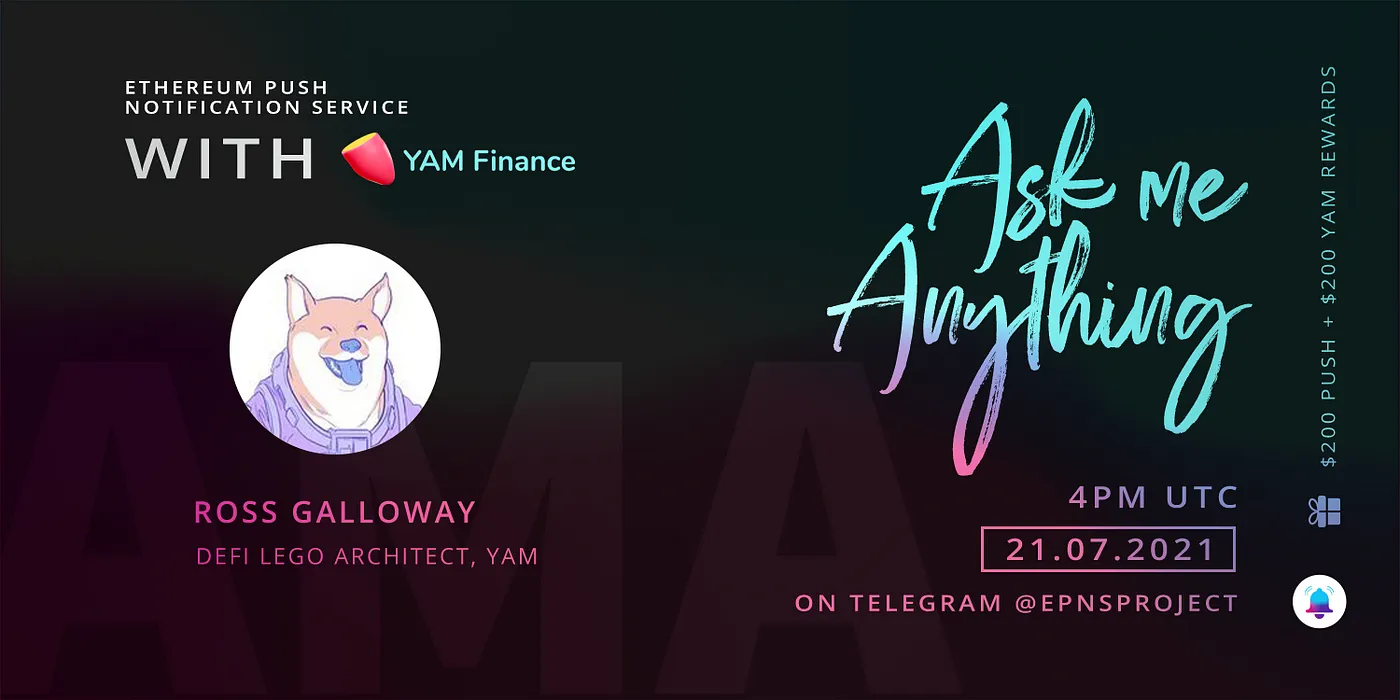 ETHEREUM PUSH
NOTIFICATION SERVICE
WITH YAM Finance
ROSS GALLOWAY
DEFI LEGO ARCHITECT, YAM
AMA
Ask me
Anything
4PM UTC
21.07.2021
ON TELEGRAM @EPNSPROJECT
$200 PUSH + $200 YAM REWARDS